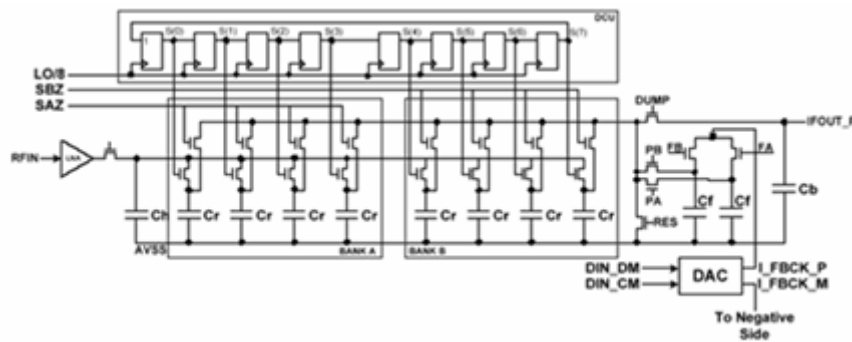 DCU
S(0) S(1) S(2) S(3) S(4) S(5) S(6) S(7)
1
LO/8
SBZ
SAZ
DUMP
IFOUT_P
RFIN
LNA
PB
FB
FA
PA
Ch
Cr Cr Cr Cr Cr Cr Cr Cr
Cf Cf
Cb
RES
AVSS
BANK A
BANK B
DIN_DM
DIN_CM
DAC
I_FBCK_P
I_FBCK_M
To Negative
Side